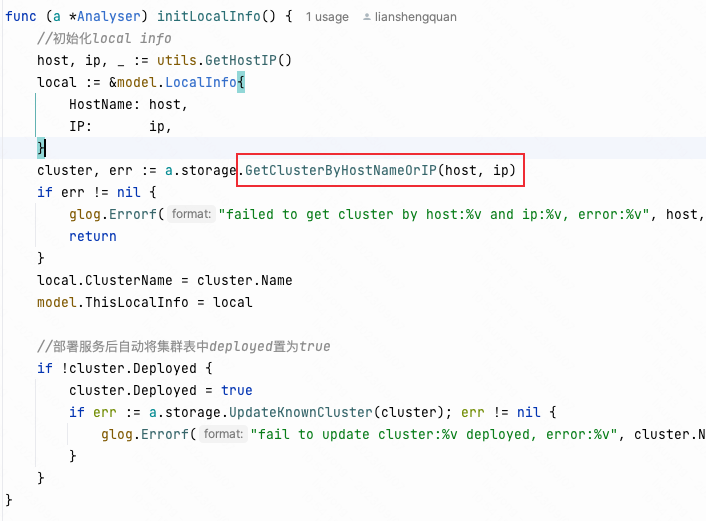 func (a *Analyser) initLocalInfo() { 1 usage lianshengquan
//初始化local info
host, ip, _ := utils.GetHostIP()
local := &model.LocalInfo{
HostName: host,
IP: ip,
}
cluster, err := a.storage.GetClusterByHostNameOrIP(host, ip)
if err != nil {
glog.Errorf( format: "failed to get cluster by host:%v and ip:%v, error:%v", host,
return
}
local.ClusterName = cluster.Name
model.ThisLocalInfo = local
//部署服务后自动将集群表中deployed置为true
if !cluster.Deployed {
cluster.Deployed = true
if err := a.storage.UpdateKnownCluster(cluster); err != nil {
glog.Errorf( format: "fail to update cluster:%v deployed, error:%v", cluster.N
}
}
}